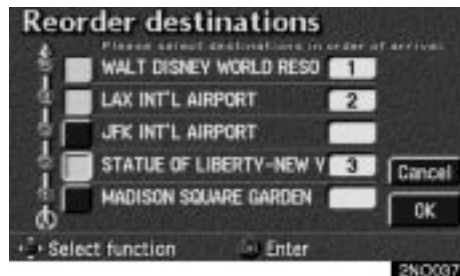 Reorder destinations
Please select destinations in order of arrival
WALT DISNEY WORLD RESO 1
LAX INT'L AIRPORT 2
JFK INT'L AIRPORT
STATUE OF LIBERTY-NEW Y 3
MADISON SQUARE GARDEN
Cancel
OK
Select function Enter
2NO037